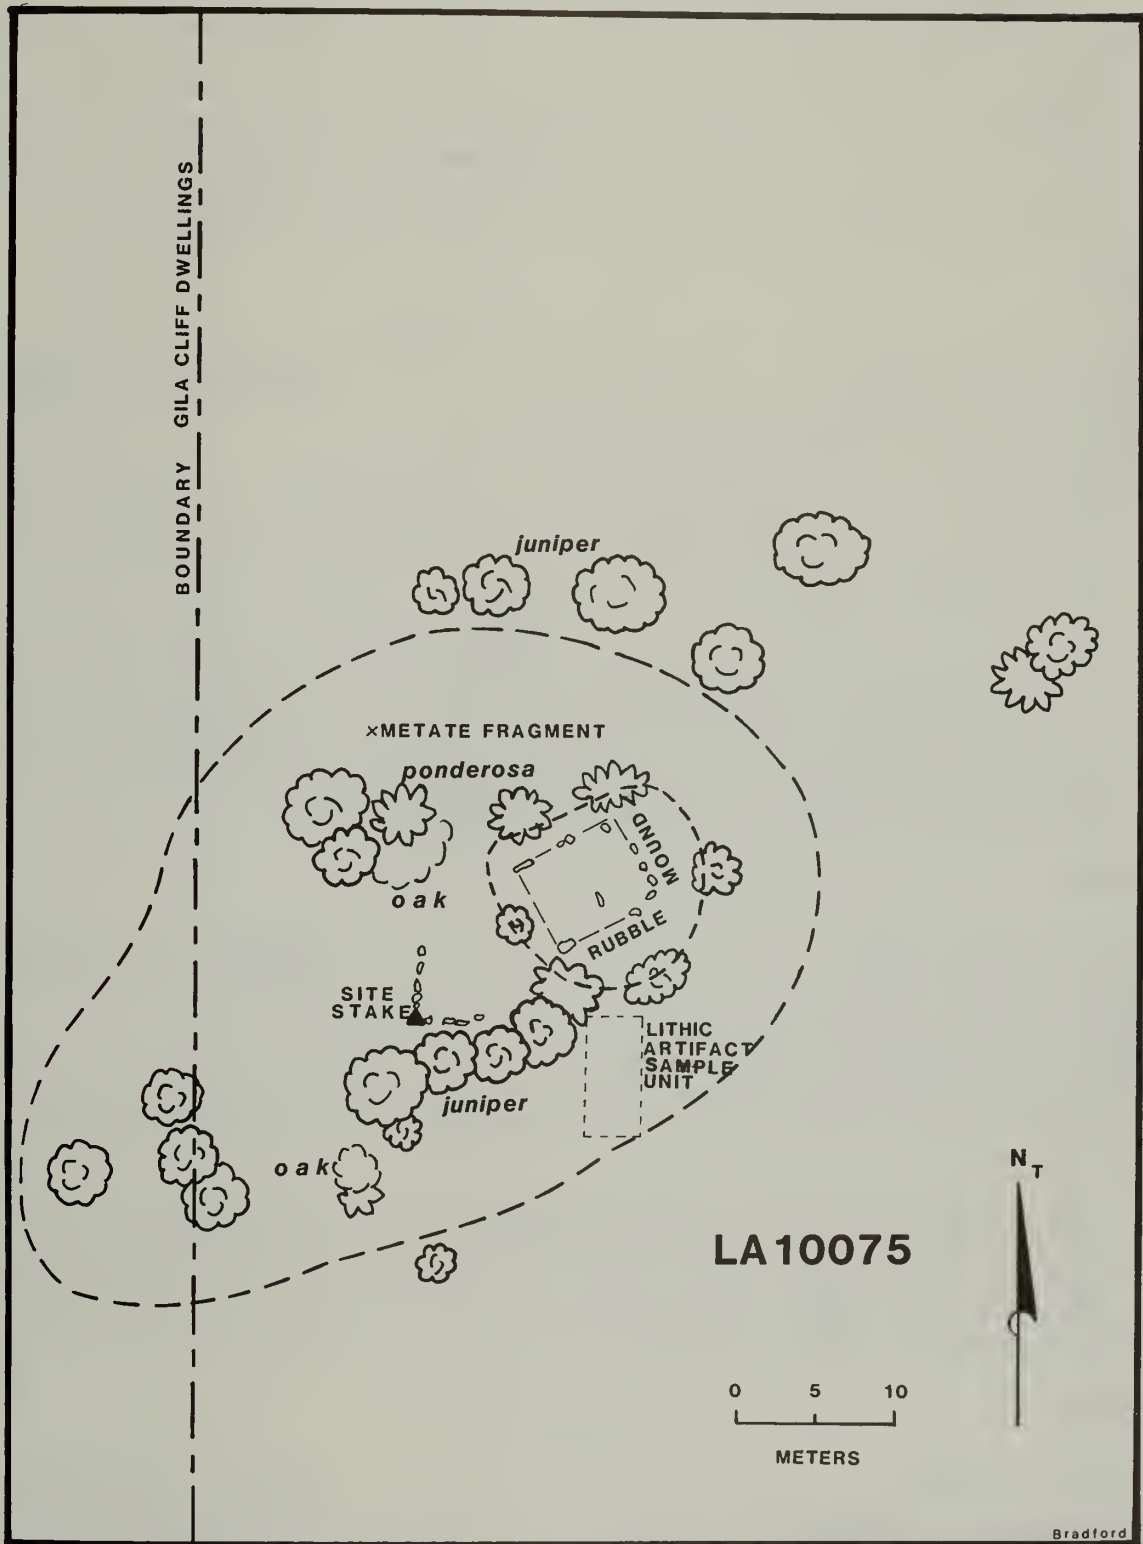 BOUNDARY GILA CLIFF DWELLINGS
juniper
×METATE FRAGMENT
ponderosa
MOUND
oak
RUBBLE
SITE
STAKE
LITHIC
ARTIFACT
SAMPLE
UNIT
juniper
oak
N T
LA10075
0 5 10
METERS
Bradford